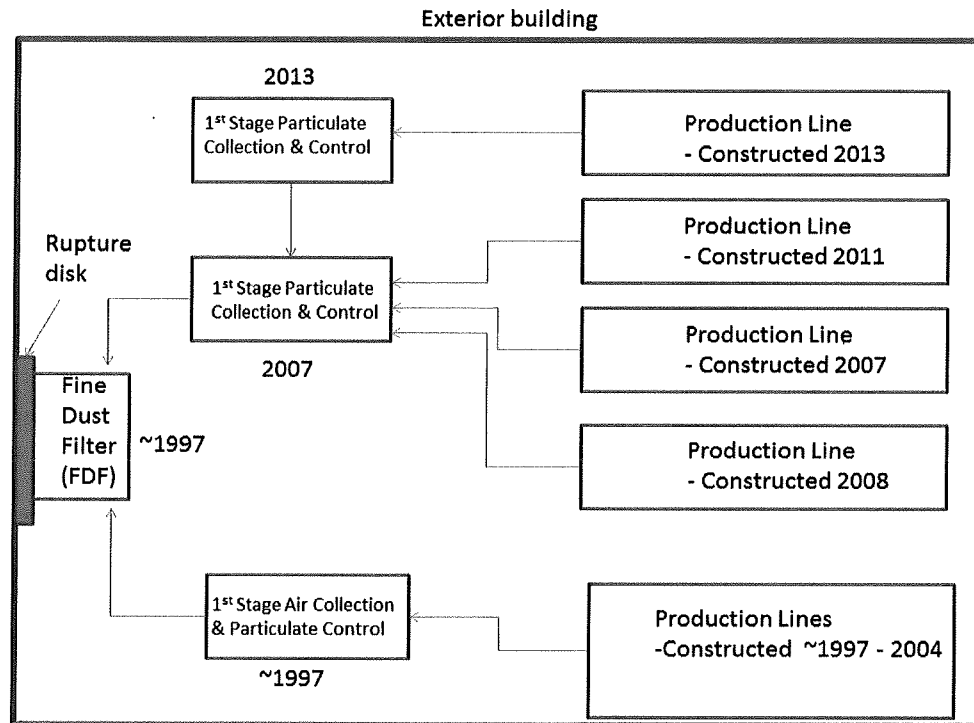 Exterior building
2013
1st Stage Particulate
Collection & Control
Production Line
- Constructed 2013
Rupture
disk
1st Stage Particulate
Collection & Control
2007
Production Line
- Constructed 2011
Production Line
- Constructed 2007
Production Line
- Constructed 2008
Fine
Dust
Filter
(FDF)
~1997
1st Stage Air Collection
& Particulate Control
~1997
Production Lines
-Constructed ~1997 - 2004